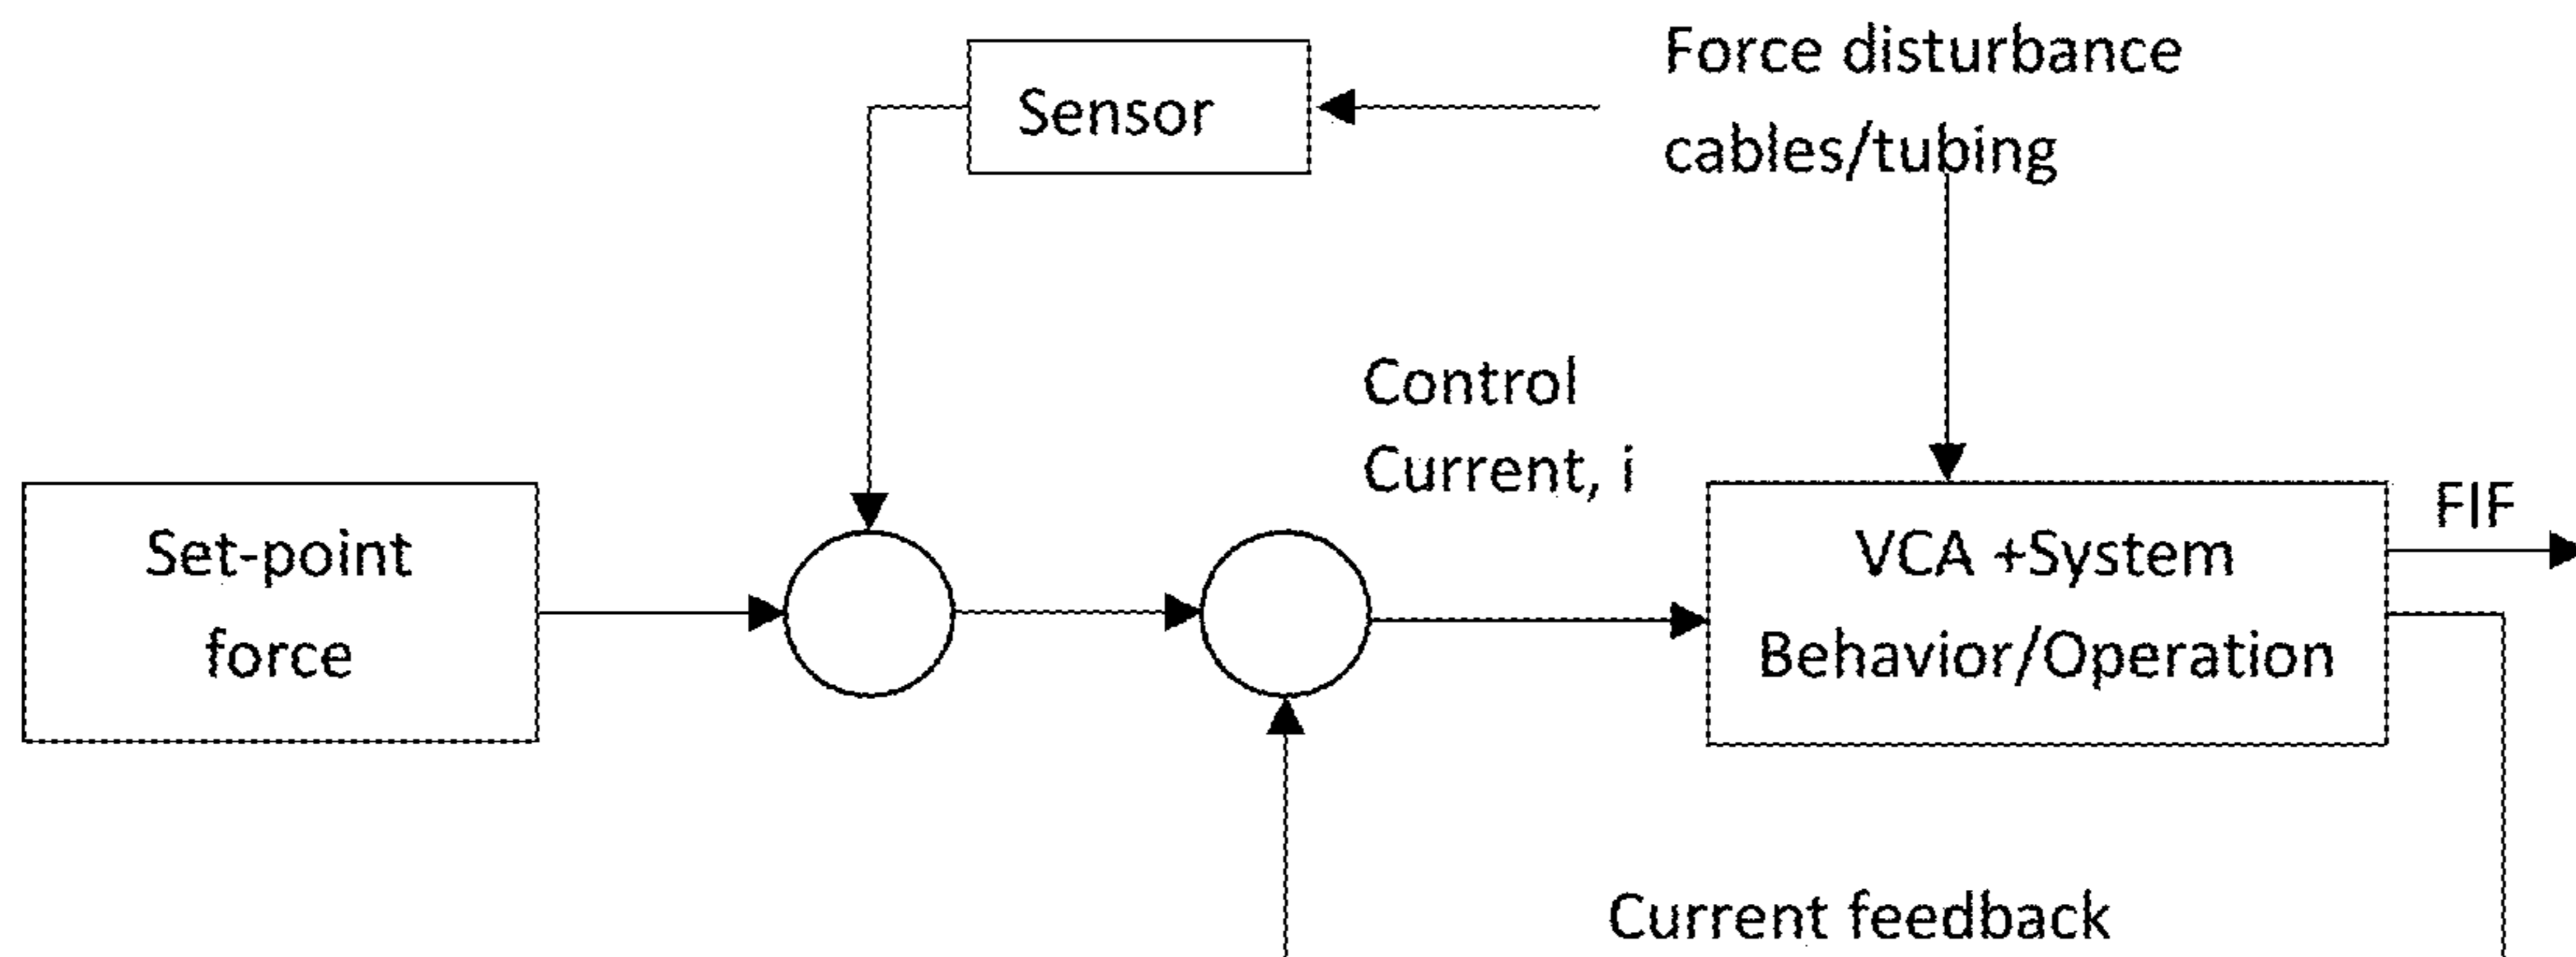 Force disturbance
cables/tubing
Sensor
Control
Current, i
Set-point
force
VCA +System
Behavior/Operation
FIF
Current feedback